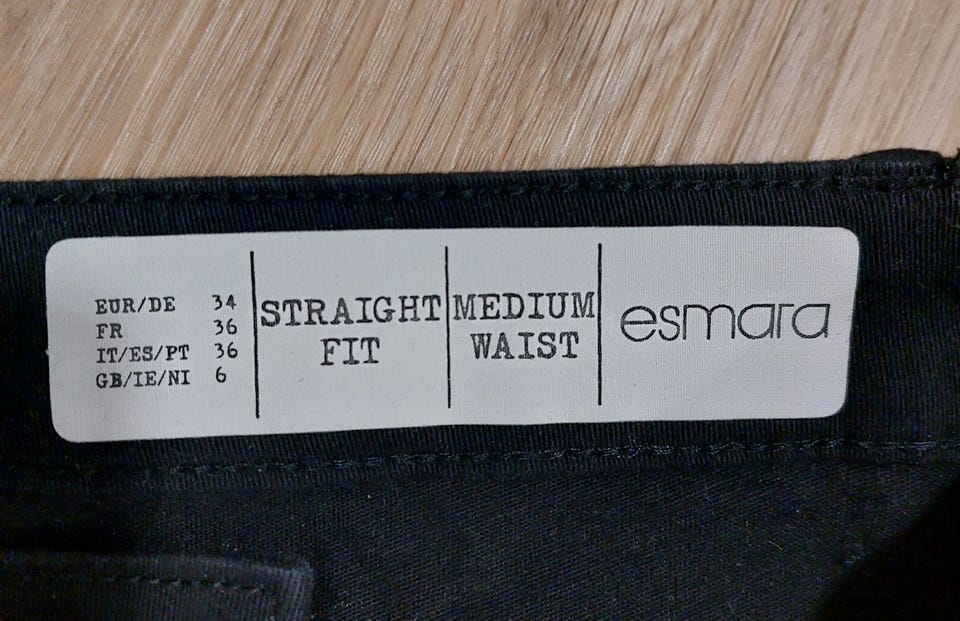 EUR/DE 34
FR 36
IT/ES/PT 36
GB/IE/NI 6
STRAIGHT
FIT
MEDIUM
WAIST
esmara